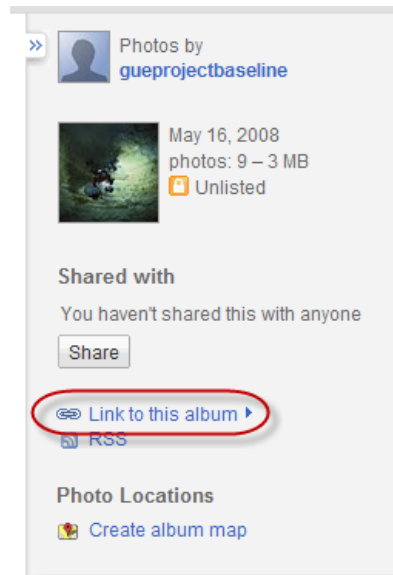 Photos by
gueprojectbaseline
May 16, 2008
photos: 9 – 3 MB
Unlisted
Shared with
You haven't shared this with anyone
Share
Link to this album
RSS
Photo Locations
Create album map